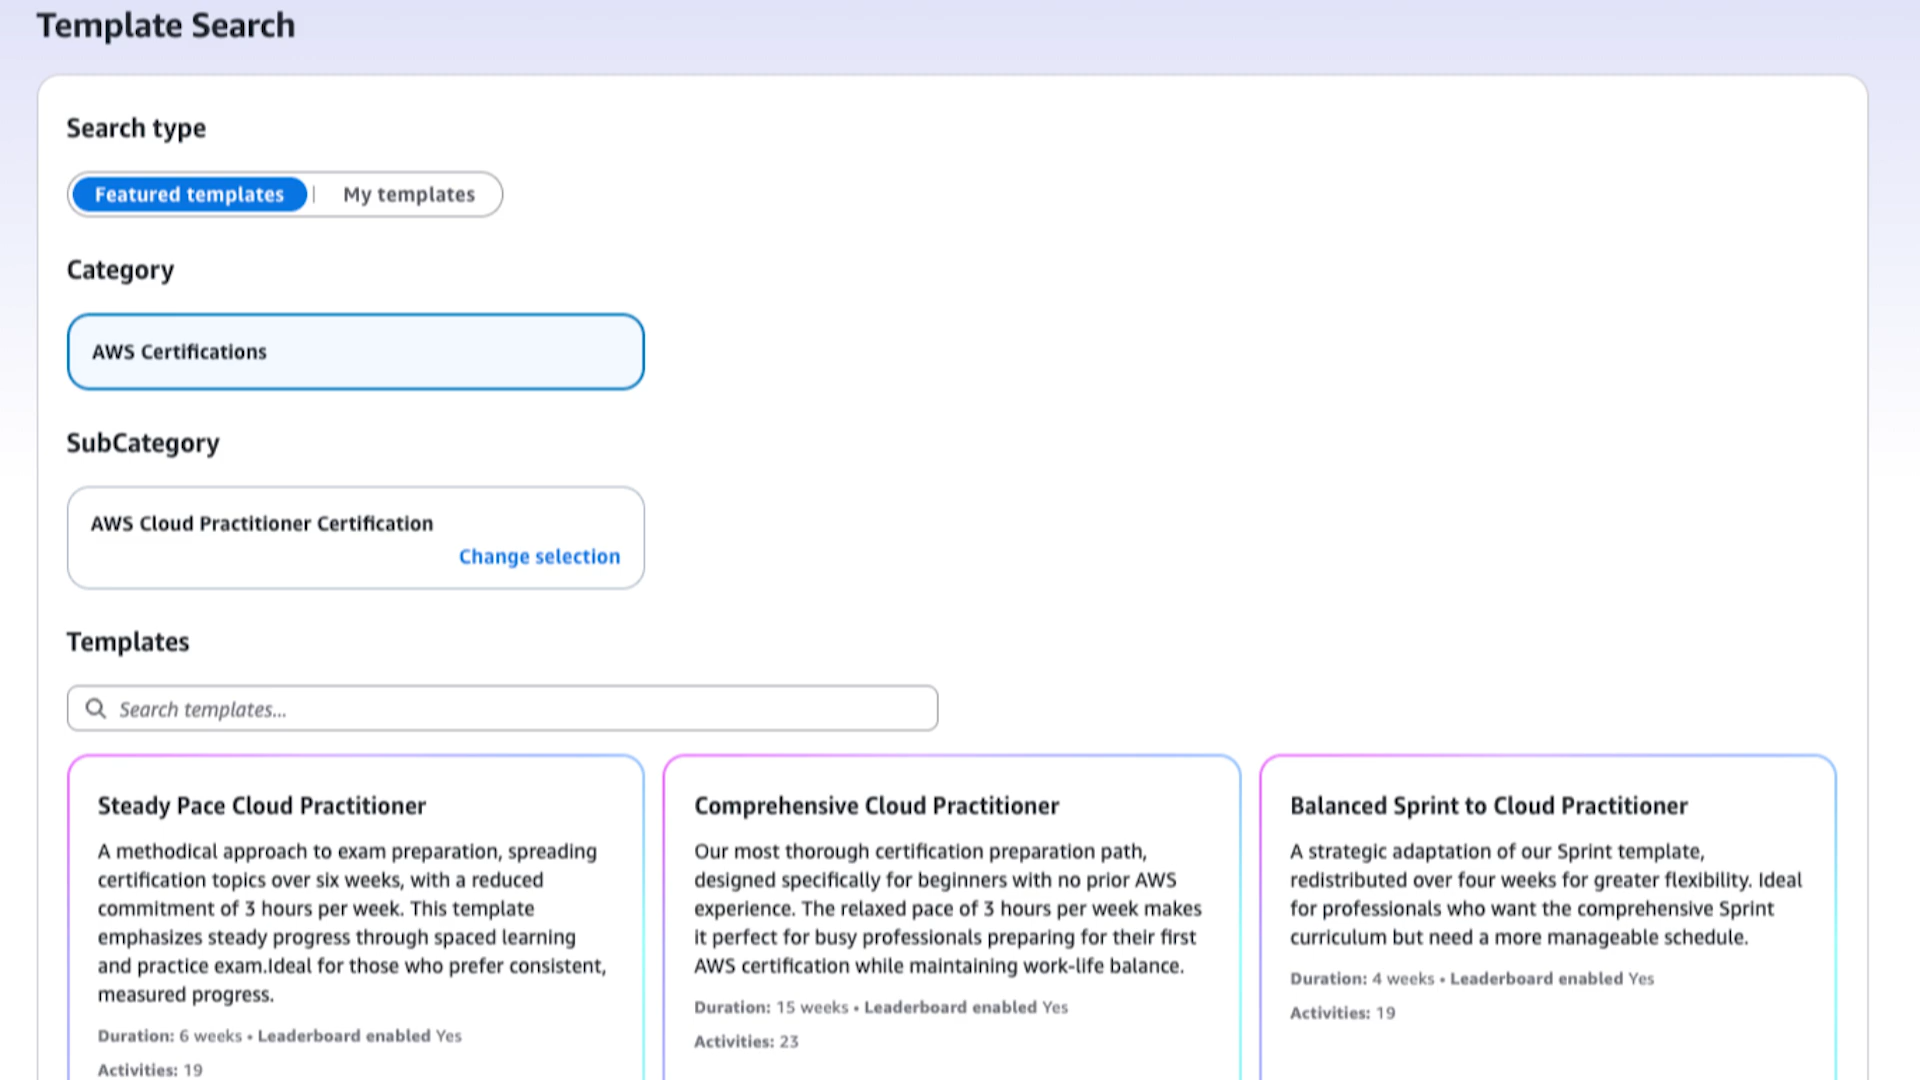 Template Search
Search type
Featured templates | My templates
Category
AWS Certifications
SubCategory
AWS Cloud Practitioner Certification
Change selection
Templates
Search templates...
Steady Pace Cloud Practitioner
A methodical approach to exam preparation, spreading
certification topics over six weeks, with a reduced
commitment of 3 hours per week. This template
emphasizes steady progress through spaced learning
and practice exam.Ideal for those who prefer consistent,
measured progress.
Duration: 6 weeks • Leaderboard enabled Yes
Activities: 19
Comprehensive Cloud Practitioner
Our most thorough certification preparation path,
designed specifically for beginners with no prior AWS
experience. The relaxed pace of 3 hours per week makes
it perfect for busy professionals preparing for their first
AWS certification while maintaining work-life balance.
Duration: 15 weeks • Leaderboard enabled Yes
Activities: 23
Balanced Sprint to Cloud Practitioner
A strategic adaptation of our Sprint template,
redistributed over four weeks for greater flexibility. Ideal
for professionals who want the comprehensive Sprint
curriculum but need a more manageable schedule.
Duration: 4 weeks • Leaderboard enabled Yes
Activities: 19